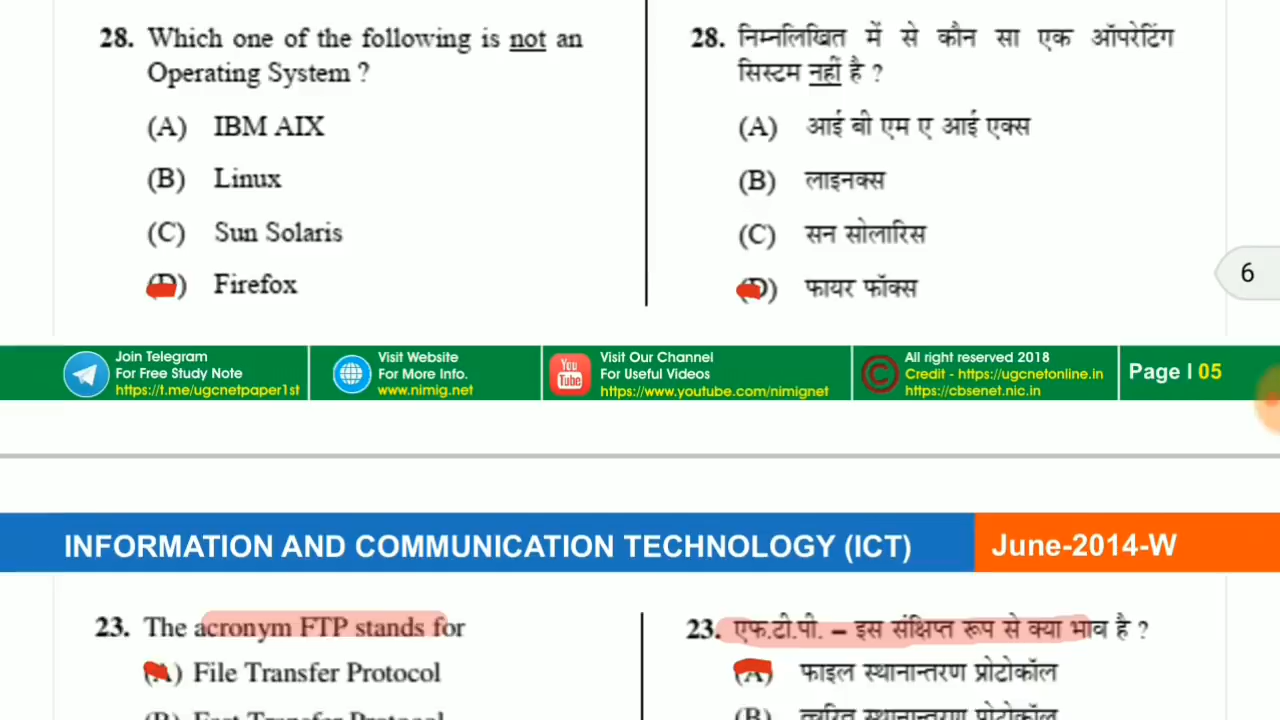 28. Which one of the following is not an
Operating System ?
(A) IBM AIX
(B) Linux
(C) Sun Solaris
(D) Firefox
28. निम्नलिखित में से कौन सा एक ऑपरेटिंग
सिस्टम नहीं है ?
(A) आई बी एम ए आई एक्स
(B) लाइनक्स
(C) सन सोलारिस
(D) फायर फॉक्स
6
Join Telegram
For Free Study Note
https://t.me/ugcnetpaper1st
Visit Website
For More Info.
www.nimig.net
You
Tube
Visit Our Channel
For Useful Videos
https://www.youtube.com/nimignet
C
All right reserved 2018
Credit - https://ugcnetonline.in
https://cbsenet.nic.in
Page I 05
INFORMATION AND COMMUNICATION TECHNOLOGY (ICT)
June-2014-W
23. The acronym FTP stands for
(A) File Transfer Protocol
(B) Fast Transfer Protocol
23. एफ.टी.पी. – इस संक्षिप्त रूप से क्या भाव है ?
(A) फाइल स्थानान्तरण प्रोटोकॉल
(B) त्वरित स्थानान्तरण प्रोटोकॉल